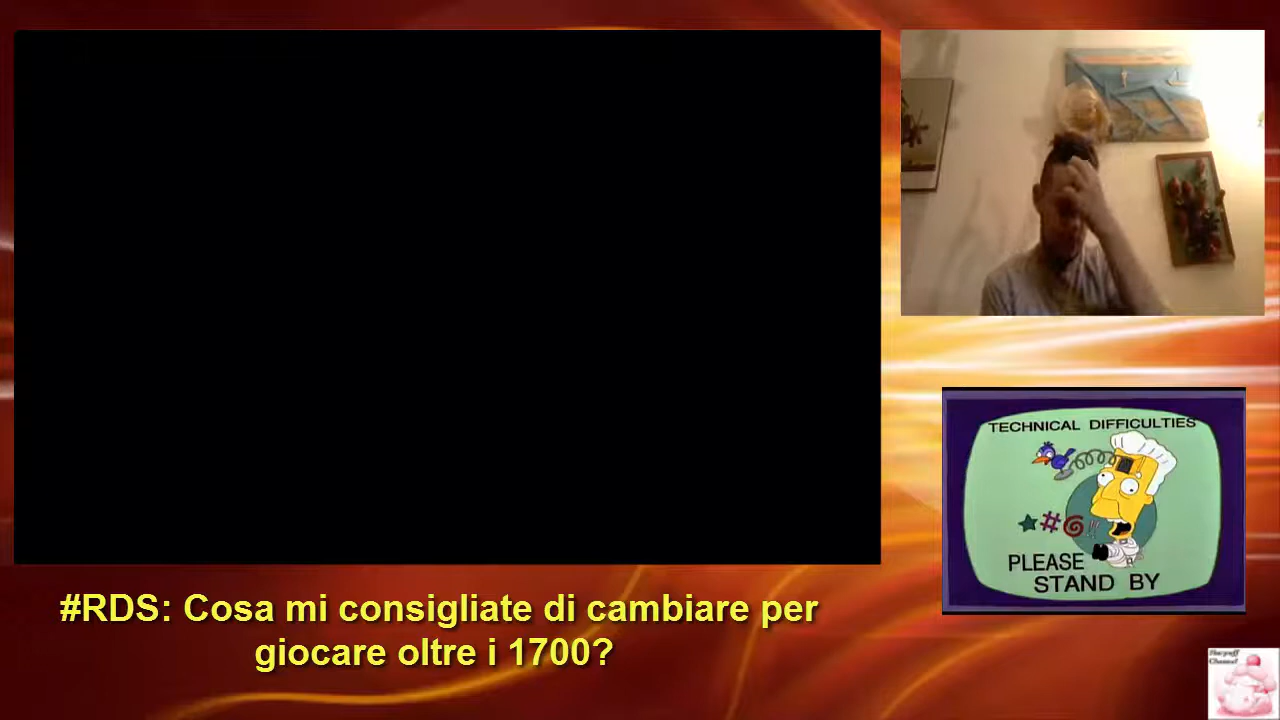 TECHNICAL DIFFICULTIES
PLEASE
STAND BY
#RDS: Cosa mi consigliate di cambiare per
giocare oltre i 1700?